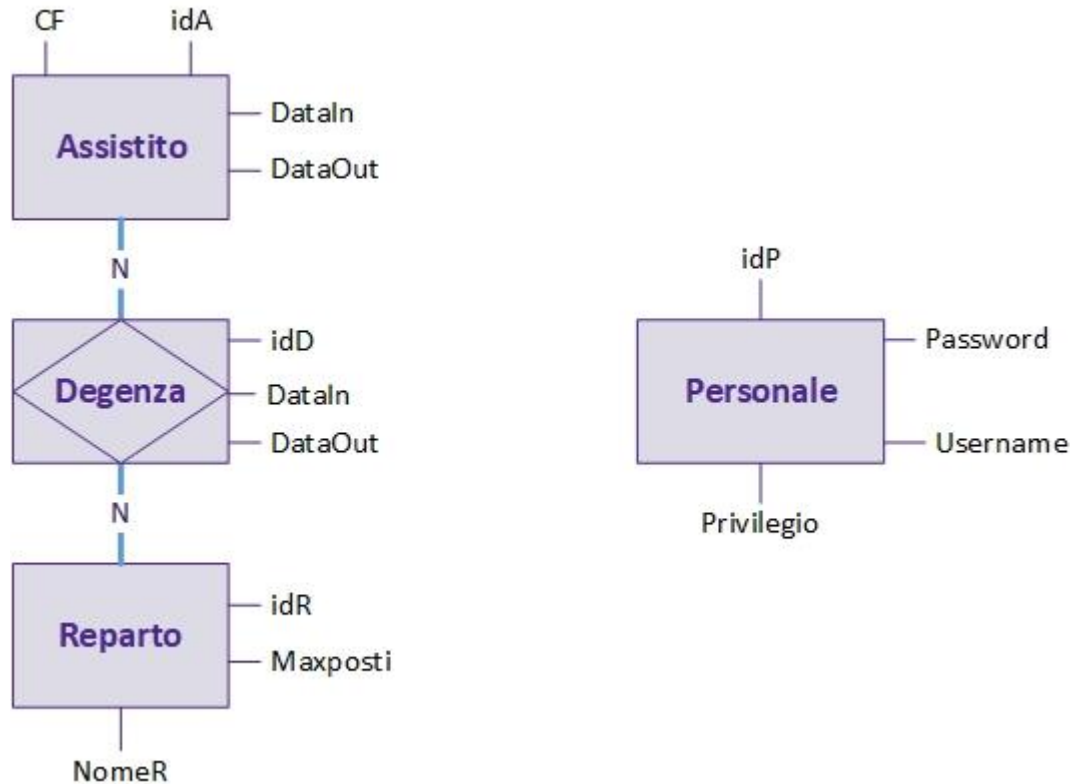 CF
idA
Assistito
DataIn
DataOut
N
Degenza
idD
DataIn
DataOut
N
Reparto
idR
Maxposti
NomeR
idP
Personale
Password
Username
Privilegio